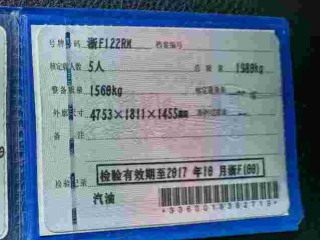 号牌号码 浙F122RM 档案编号
核定载人数 5人 总质量 1980kg
整备质量 1560kg 核定载质量 --
外廓尺寸 4753×1811×1455mm
备注
检验有效期至2017年10月浙F(00)
检验记录
汽油